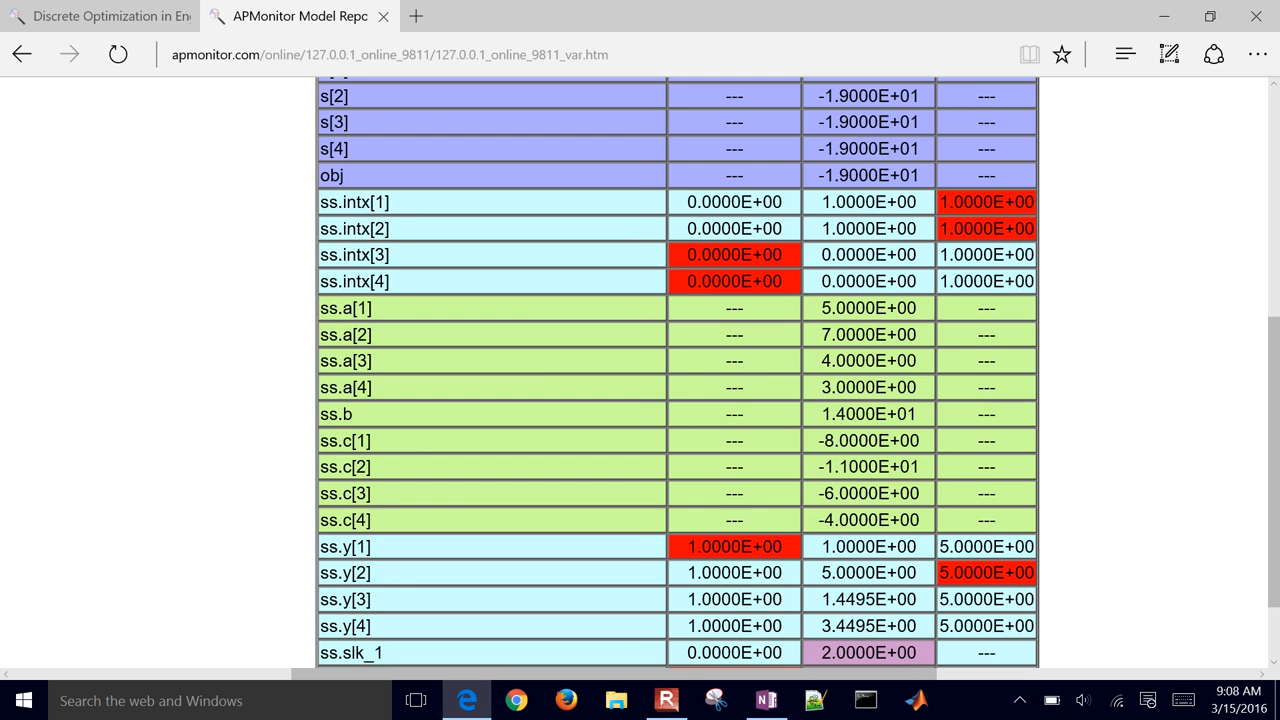 Discrete Optimization in En
APMonitor Model Repo
apmonitor.com/online/127.0.0.1_online_9811/127.0.0.1_online_9811_var.htm
s[2] --- -1.9000E+01 ---
s[3] --- -1.9000E+01 ---
s[4] --- -1.9000E+01 ---
obj --- -1.9000E+01 ---
ss.intx[1] 0.0000E+00 1.0000E+00 1.0000E+00
ss.intx[2] 0.0000E+00 1.0000E+00 1.0000E+00
ss.intx[3] 0.0000E+00 0.0000E+00 1.0000E+00
ss.intx[4] 0.0000E+00 0.0000E+00 1.0000E+00
ss.a[1] --- 5.0000E+00 ---
ss.a[2] --- 7.0000E+00 ---
ss.a[3] --- 4.0000E+00 ---
ss.a[4] --- 3.0000E+00 ---
ss.b --- 1.4000E+01 ---
ss.c[1] --- -8.0000E+00 ---
ss.c[2] --- -1.1000E+01 ---
ss.c[3] --- -6.0000E+00 ---
ss.c[4] --- -4.0000E+00 ---
ss.y[1] 1.0000E+00 1.0000E+00 5.0000E+00
ss.y[2] 1.0000E+00 5.0000E+00 5.0000E+00
ss.y[3] 1.0000E+00 1.4495E+00 5.0000E+00
ss.y[4] 1.0000E+00 3.4495E+00 5.0000E+00
ss.slk_1 0.0000E+00 2.0000E+00 ---
Search the web and Windows
9:08 AM
3/15/2016